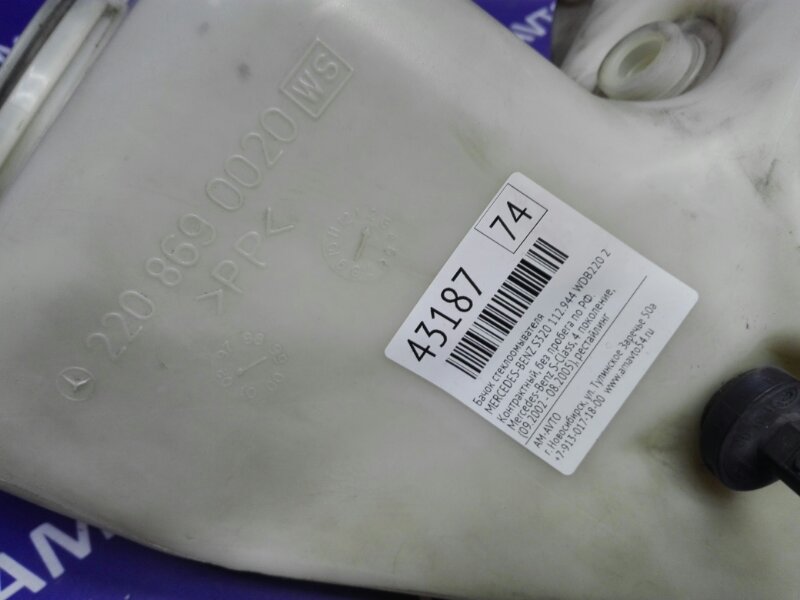 220 869 0020 WS
>PP<
43187 74
Бачок стеклоомывателя
MERCEDES-BENZ S320 112.944 WDB220 2
Контрактный, без пробега по РФ.
Mercedes-Benz S-Class, 4 поколение,
(09.2002 - 08.2005), рестайлинг
АМ.АВТО
г. Новосибирск, ул. Тулинское Заречье 50а
+7-913-017-18-00 www.amavto54.ru